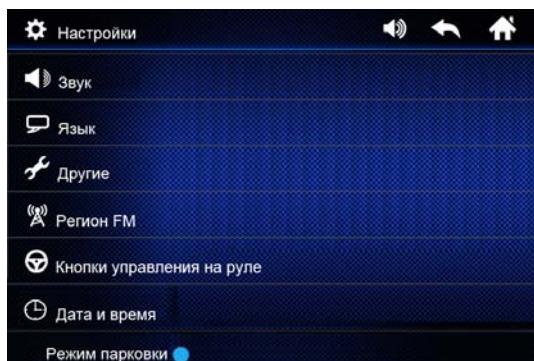 Настройки
Звук
Язык
Другие
Регион FM
Кнопки управления на руле
Дата и время
Режим парковки